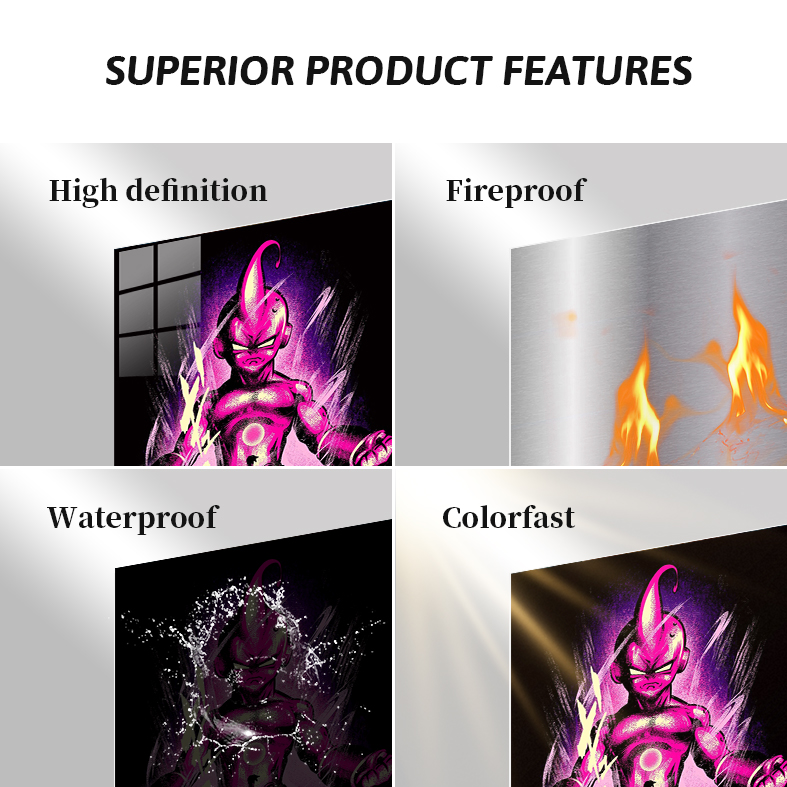 SUPERIOR PRODUCT FEATURES
High definition
Fireproof
Waterproof
Colorfast